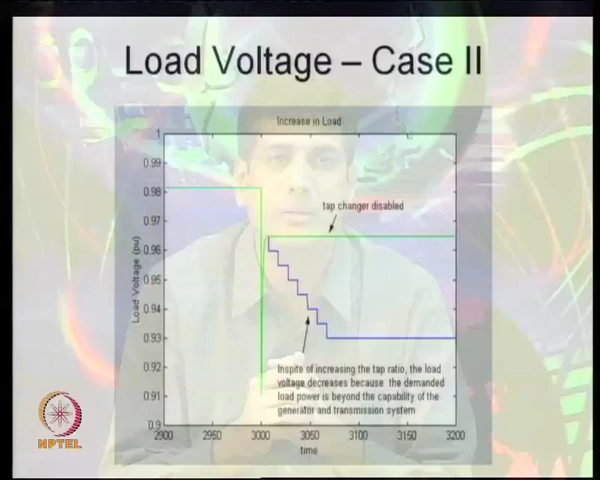 Load Voltage – Case II
Increase in Load
1
0.99
0.98
0.97
0.96
0.95
0.94
0.93
0.92
0.91
0.9
Load Voltage (pu)
tap changer disabled
Inspite of increasing the tap ratio, the load
voltage decreases because the demanded
load power is beyond the capability of the
generator and transmission system
2900
2950
3000
3050
3100
3150
3200
time
NPTEL